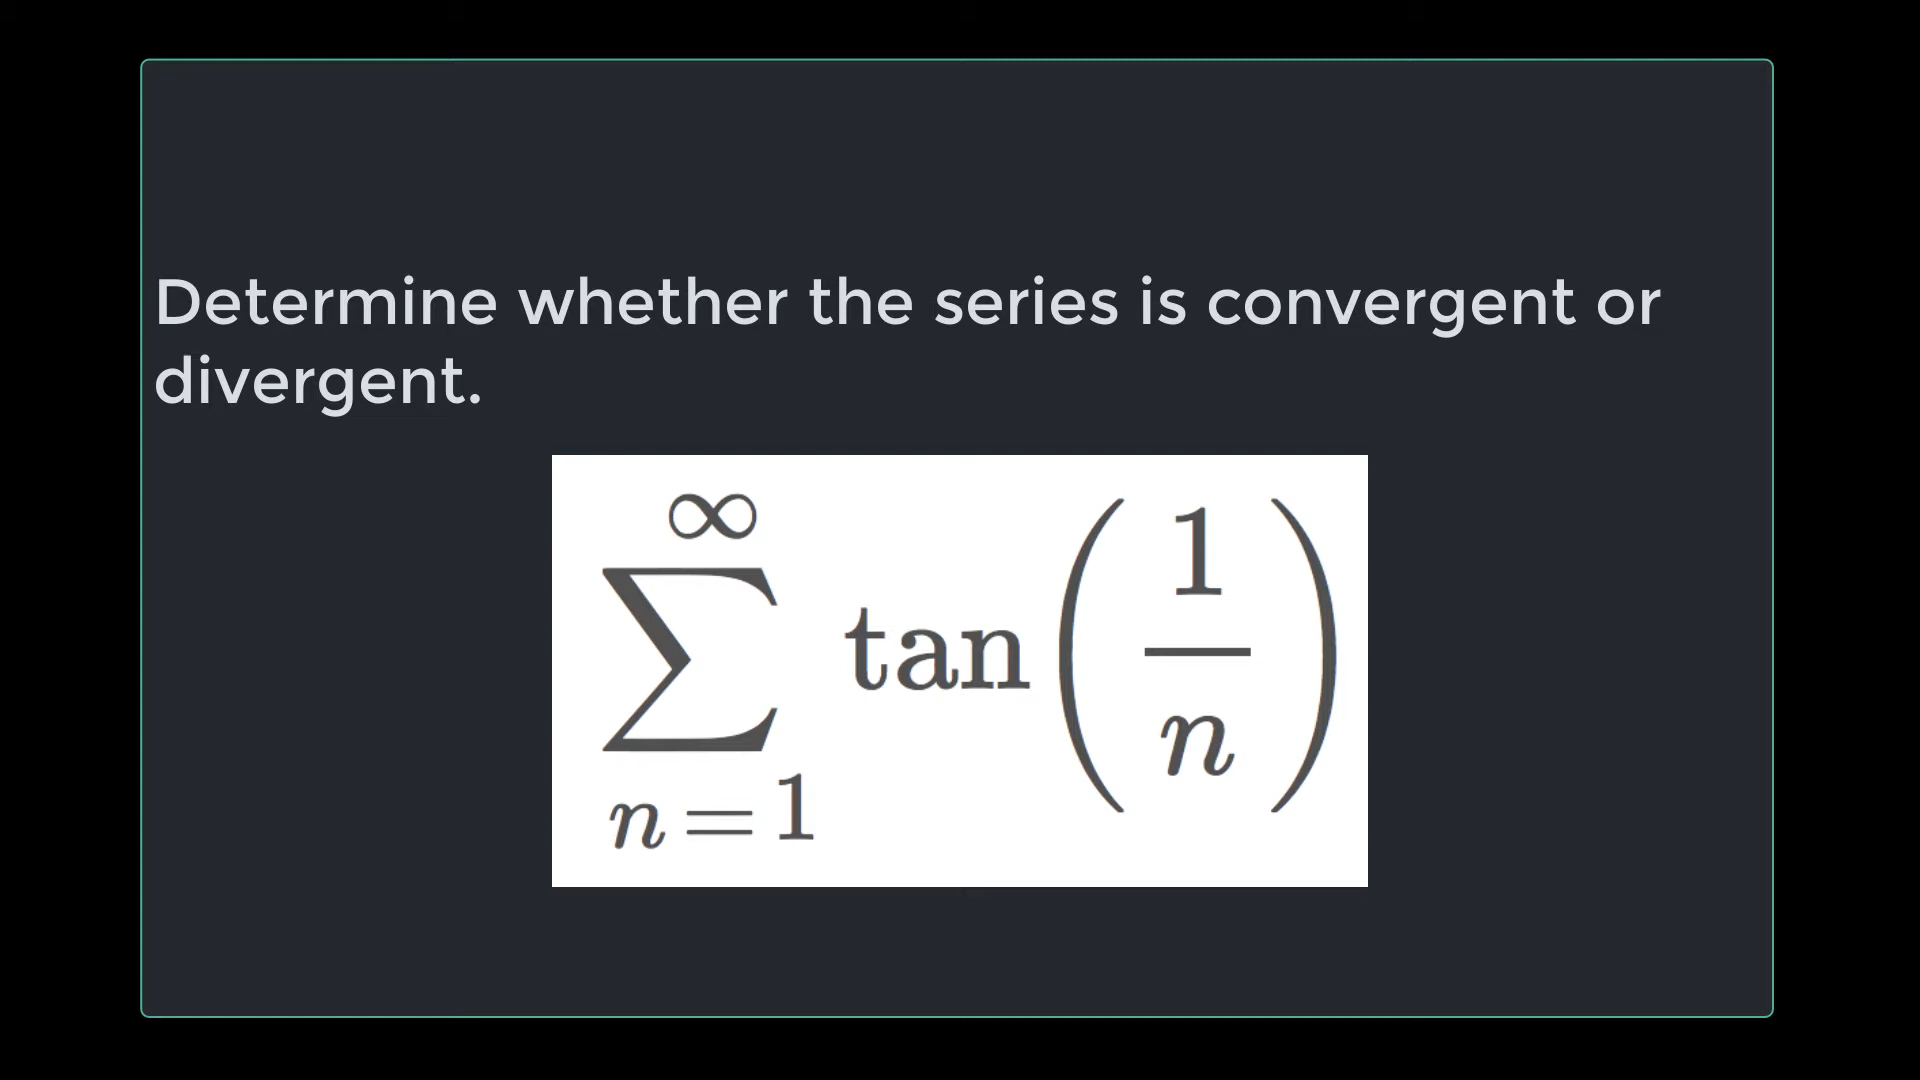 Determine whether the series is convergent or
divergent.
∞
∑ tan(1/n)
n=1